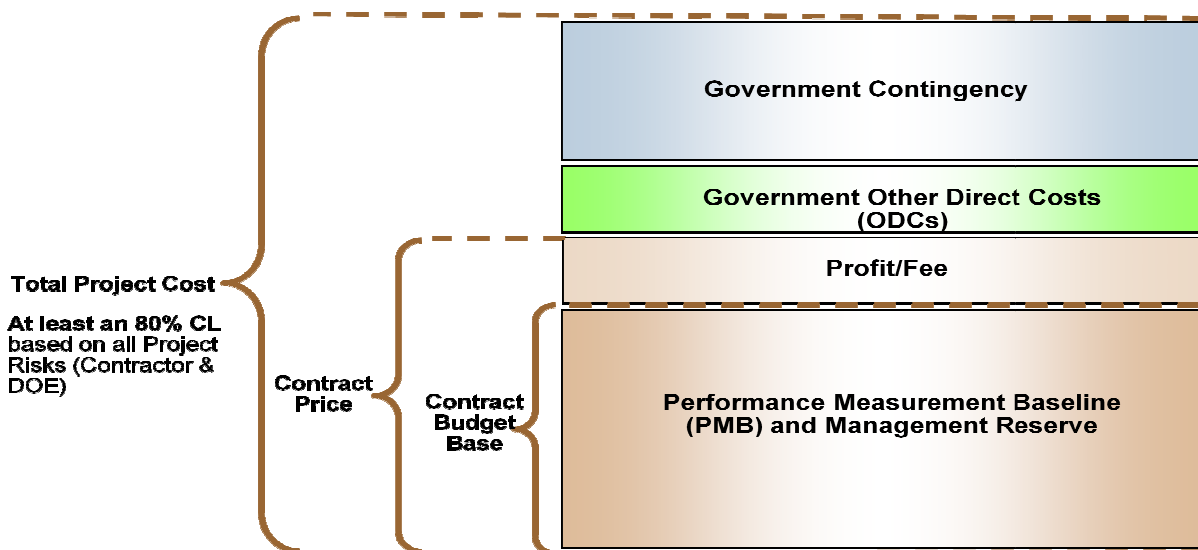 Government Contingency
Government Other Direct Costs
(ODCs)
Profit/Fee
Total Project Cost
At least an 80% CL
based on all Project
Risks (Contractor &
DOE)
Contract
Price
Contract
Budget
Base
Performance Measurement Baseline
(PMB) and Management Reserve